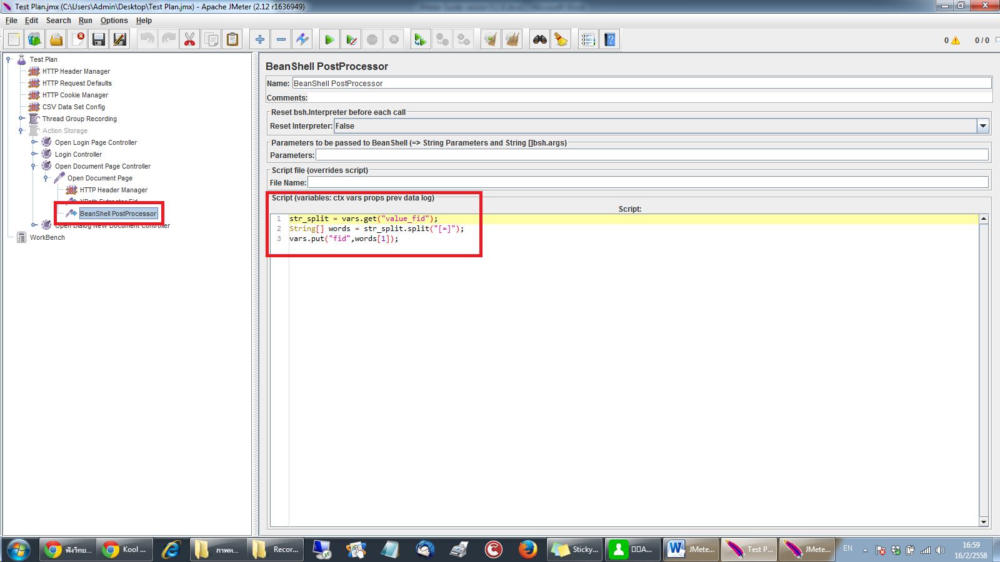 Test Plan.jmx (C:\Users\Admin\Desktop\Test Plan.jmx) - Apache JMeter (2.12 r1636949)
File Edit Search Run Options Help
0 0 / 0
Test Plan
HTTP Header Manager
HTTP Request Defaults
HTTP Cookie Manager
CSV Data Set Config
Thread Group Recording
Action Storage
Open Login Page Controller
Login Controller
Open Document Page Controller
Open Document Page
HTTP Header Manager
XPath Extractor Fid
BeanShell PostProcessor
Open Dialog New Document Controller
WorkBench
BeanShell PostProcessor
Name: BeanShell PostProcessor
Comments:
Reset bsh.Interpreter before each call
Reset Interpreter: False
Parameters to be passed to BeanShell (=> String Parameters and String []bsh.args)
Parameters:
Script file (overrides script)
File Name:
Script (variables: ctx vars props prev data log)
Script:
1 str_split = vars.get("value_fid");
2 String[] words = str_split.split("[=]");
3 vars.put("fid",words[1]);
ฟังวิทย... Kool ... ภาพห... Recor... Sticky... A... JMete... Test P... JMete... EN 16:59
16/2/2558